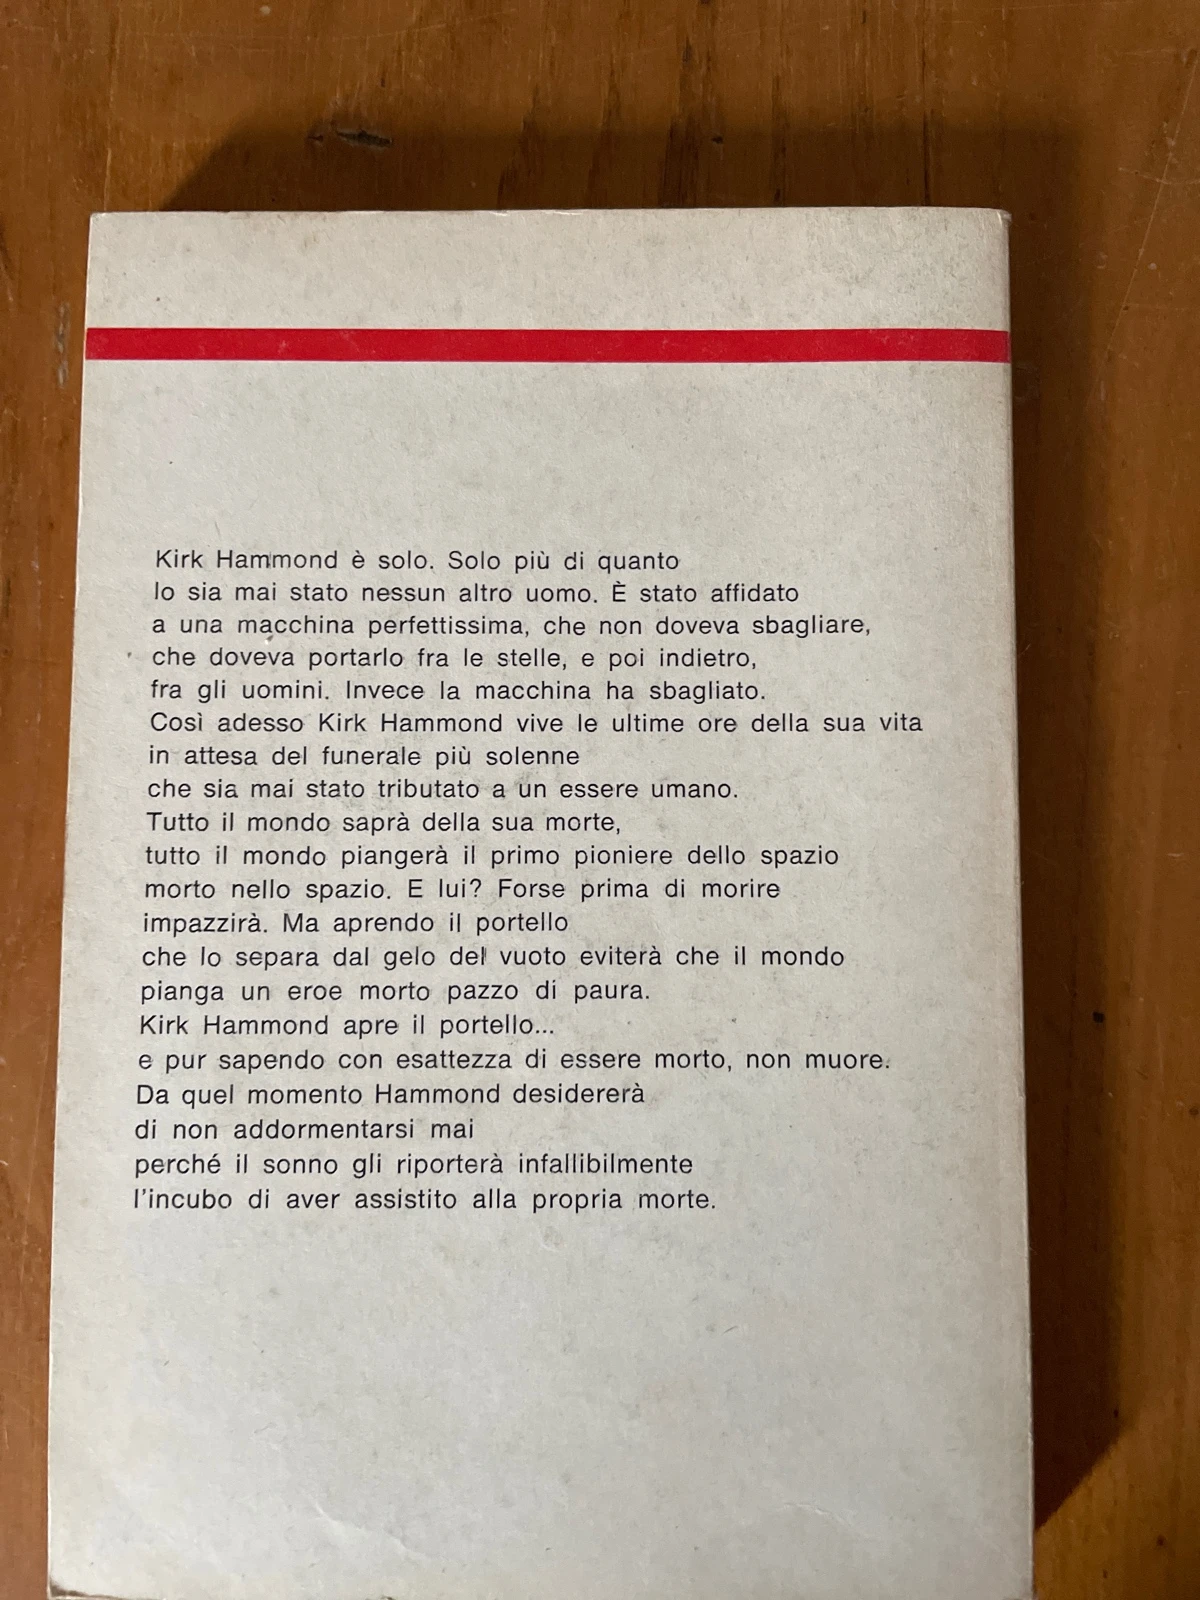 Kirk Hammond è solo. Solo più di quanto
lo sia mai stato nessun altro uomo. È stato affidato
a una macchina perfettissima, che non doveva sbagliare,
che doveva portarlo fra le stelle, e poi indietro,
fra gli uomini. Invece la macchina ha sbagliato.
Così adesso Kirk Hammond vive le ultime ore della sua vita
in attesa del funerale più solenne
che sia mai stato tributato a un essere umano.
Tutto il mondo saprà della sua morte,
tutto il mondo piangerà il primo pioniere dello spazio
morto nello spazio. E lui? Forse prima di morire
impazzirà. Ma aprendo il portello
che lo separa dal gelo del vuoto eviterà che il mondo
pianga un eroe morto pazzo di paura.
Kirk Hammond apre il portello...
e pur sapendo con esattezza di essere morto, non muore.
Da quel momento Hammond desidererà
di non addormentarsi mai
perché il sonno gli riporterà infallibilmente
l'incubo di aver assistito alla propria morte.